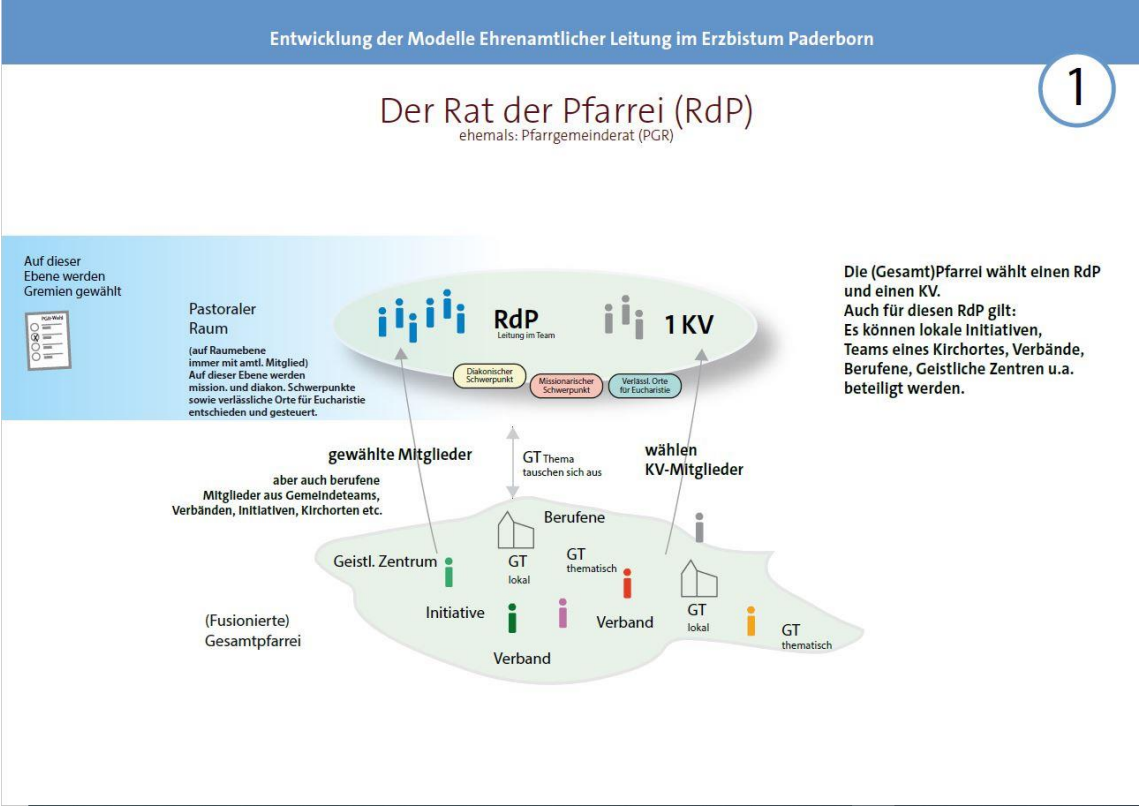 Entwicklung der Modelle Ehrenamtlicher Leitung im Erzbistum Paderborn
1
Der Rat der Pfarrei (RdP)
ehemals: Pfarrgemeinderat (PGR)
Auf dieser
Ebene werden
Gremien gewählt
PGR-Wahl
Pastoraler
Raum
(auf Raumebene
immer mit amtl. Mitglied)
Auf dieser Ebene werden
mission. und diakon. Schwerpunkte
sowie verlässliche Orte für Eucharistie
entschieden und gesteuert.
RdP
Leitung im Team
1 KV
Diakonischer
Schwerpunkt
Missionarischer
Schwerpunkt
Verlässl. Orte
für Eucharistie
Die (Gesamt)Pfarrei wählt einen RdP
und einen KV.
Auch für diesen RdP gilt:
Es können lokale Initiativen,
Teams eines Kirchortes, Verbände,
Berufene, Geistliche Zentren u.a.
beteiligt werden.
gewählte Mitglieder
aber auch berufene
Mitglieder aus Gemeindeteams,
Verbänden, Initiativen, Kirchorten etc.
GT Thema
tauschen sich aus
wählen
KV-Mitglieder
Berufene
Geistl. Zentrum
GT
lokal
GT
thematisch
Initiative
Verband
GT
lokal
GT
thematisch
Verband
(Fusionierte)
Gesamtpfarrei